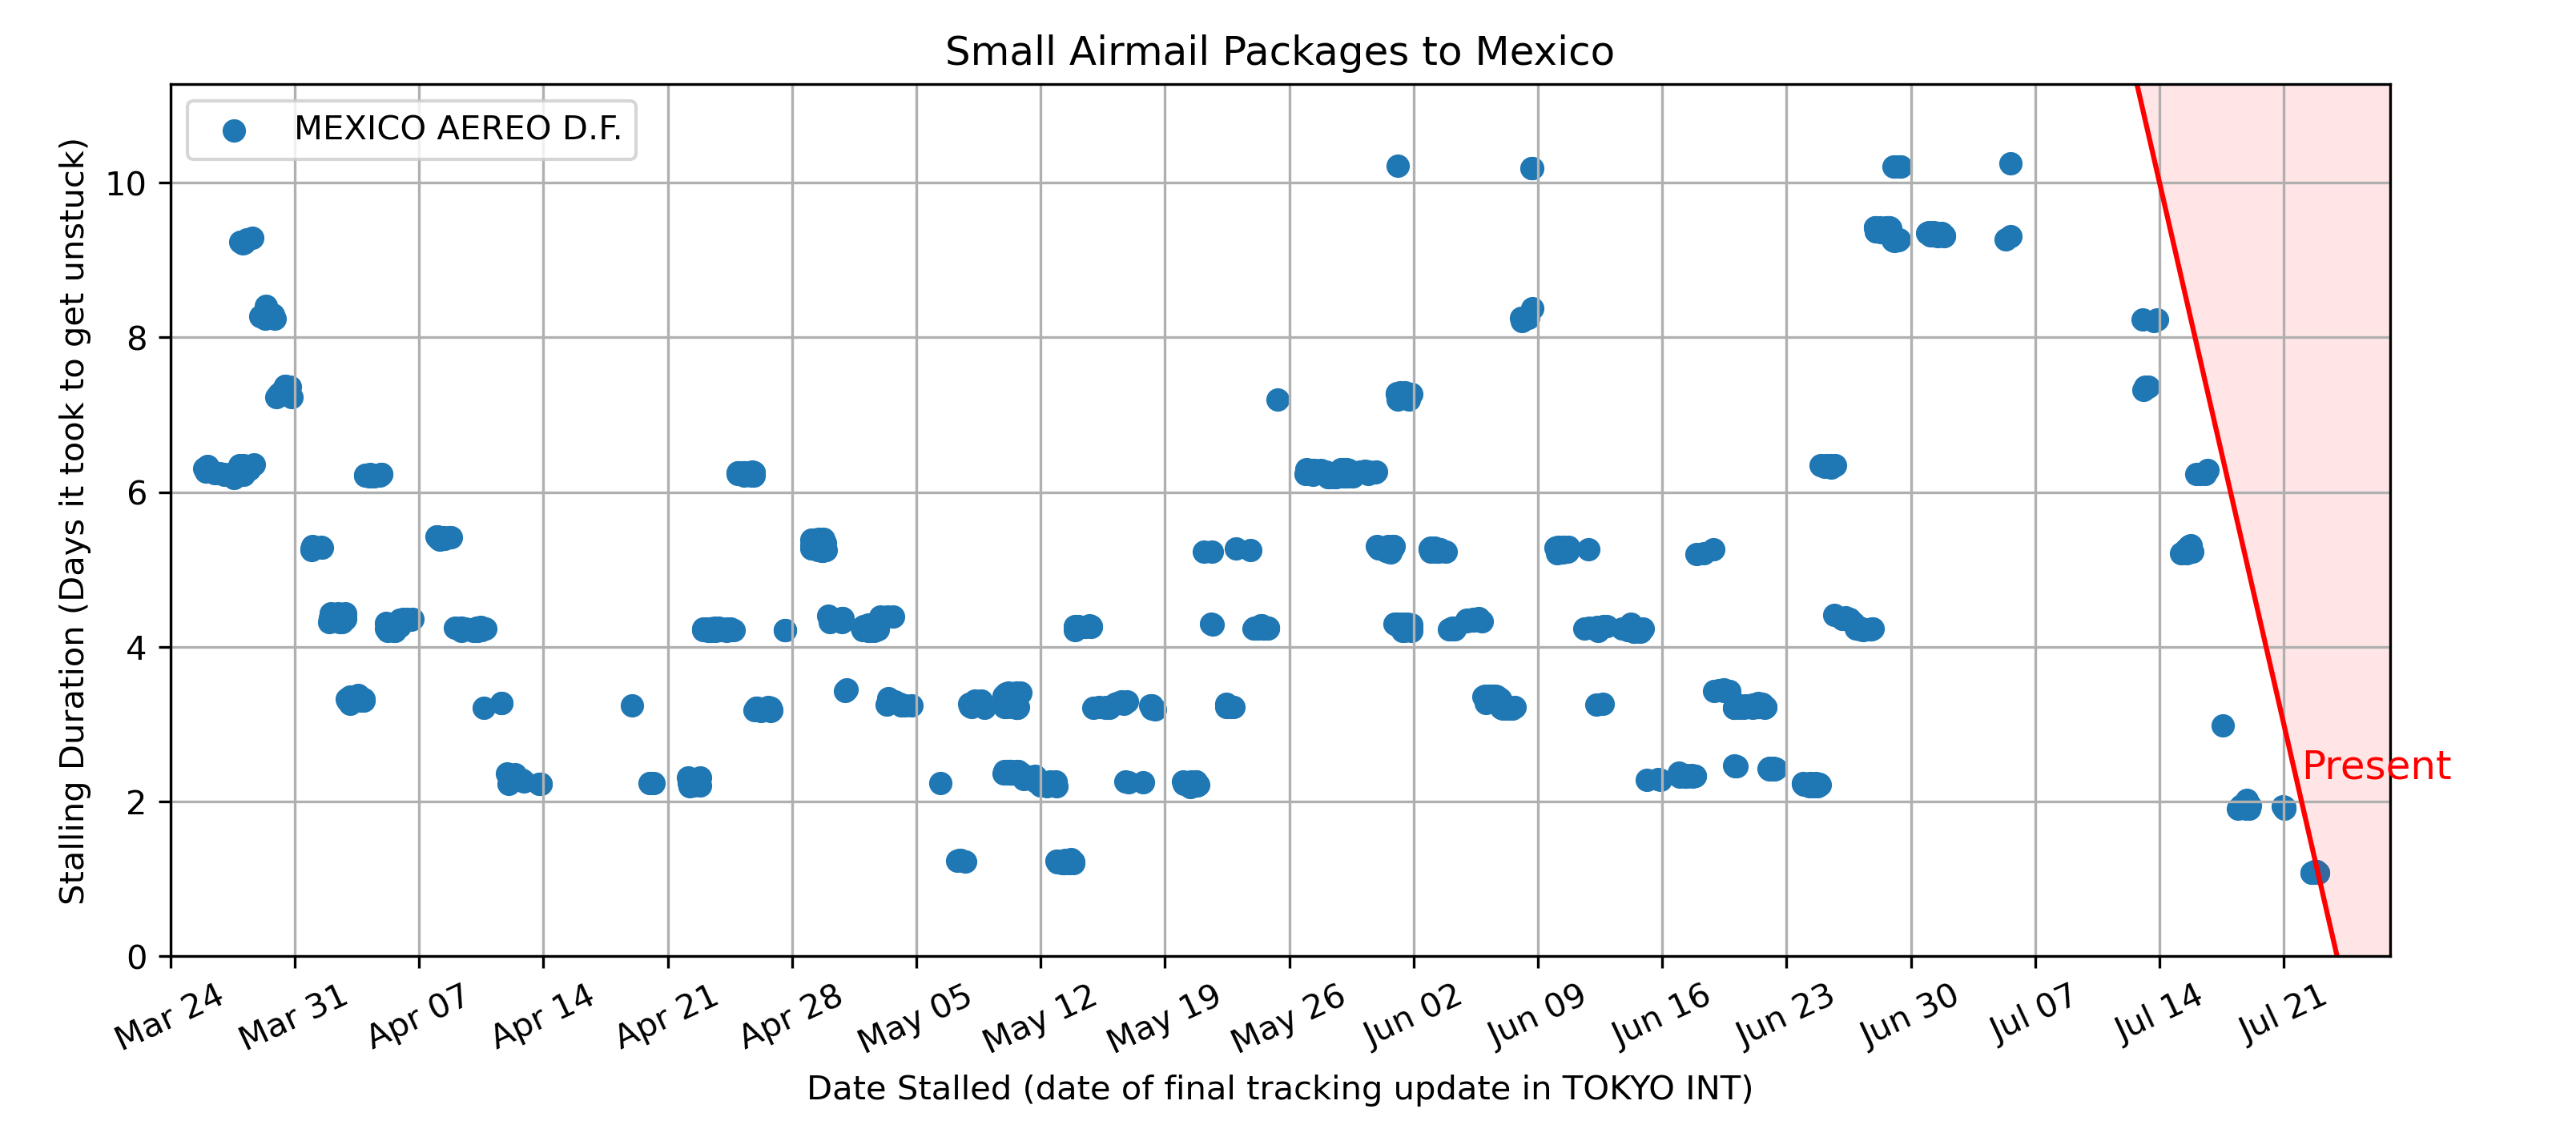 Small Airmail Packages to Mexico
MEXICO AEREO D.F.
Stalling Duration (Days it took to get unstuck)
10
8
6
4
2
0
Present
Mar 24
Mar 31
Apr 07
Apr 14
Apr 21
Apr 28
May 05
May 12
May 19
May 26
Jun 02
Jun 09
Jun 16
Jun 23
Jun 30
Jul 07
Jul 14
Jul 21
Date Stalled (date of final tracking update in TOKYO INT)